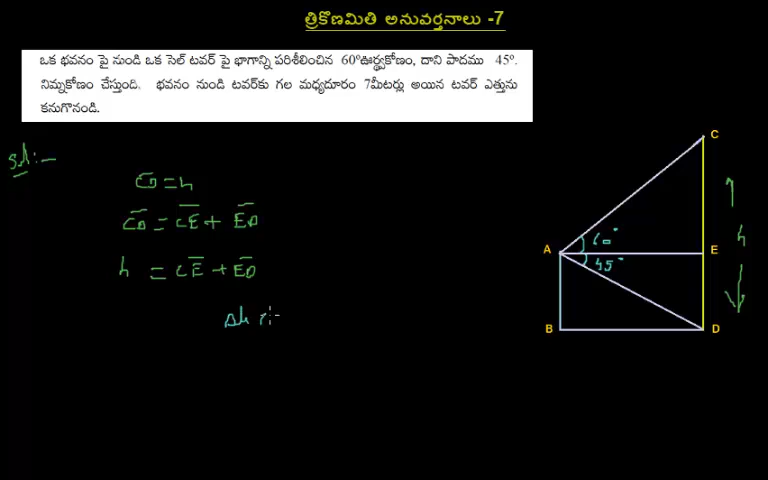 త్రికోణమితి అనువర్తనాలు -7
ఒక భవనం పై నుండి ఒక సెల్ టవర్ పై భాగాన్ని పరిశీలించిన 60°ఊర్ధ్వకోణం, దాని పాదము 45°.
నిమ్నకోణం చేస్తుంది. భవనం నుండి టవర్‌కు గల మధ్యదూరం 7మీటర్లు అయిన టవర్ ఎత్తును
కనుగొనండి.
Sol:-
CD = h
CD = CE + ED
h = CE + ED
C
60°
A
E
h
45°
B
D